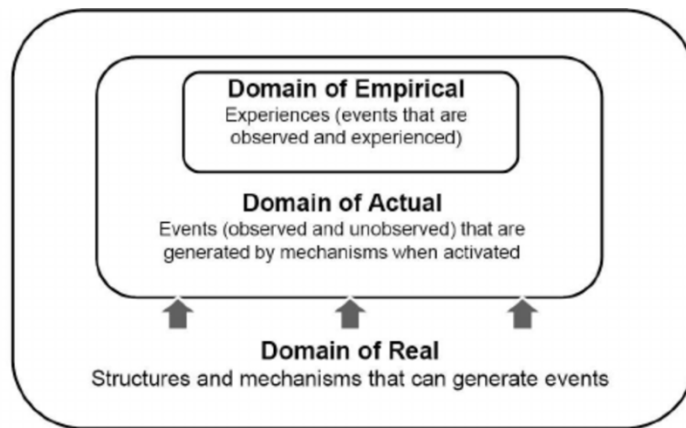 Domain of Empirical
Experiences (events that are
observed and experienced)
Domain of Actual
Events (observed and unobserved) that are
generated by mechanisms when activated
Domain of Real
Structures and mechanisms that can generate events